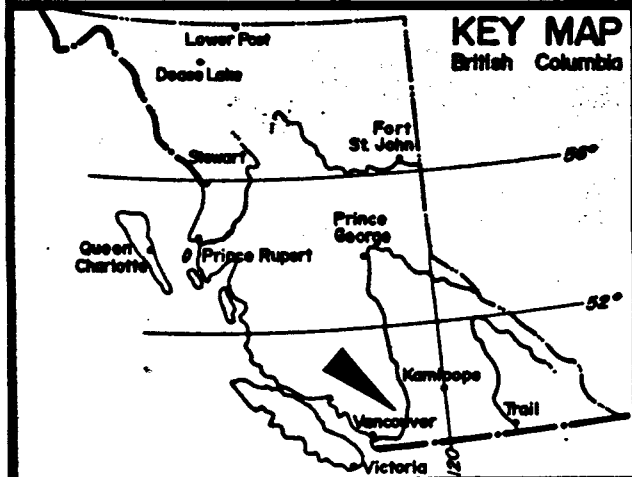 KEY MAP
British Columbia
Lower Post
Dease Lake
Fort
St. John
Stewart
56°
Prince
George
Queen
Charlotte
Prince Rupert
52°
Kamloops
Trail
Vancouver
Victoria
120